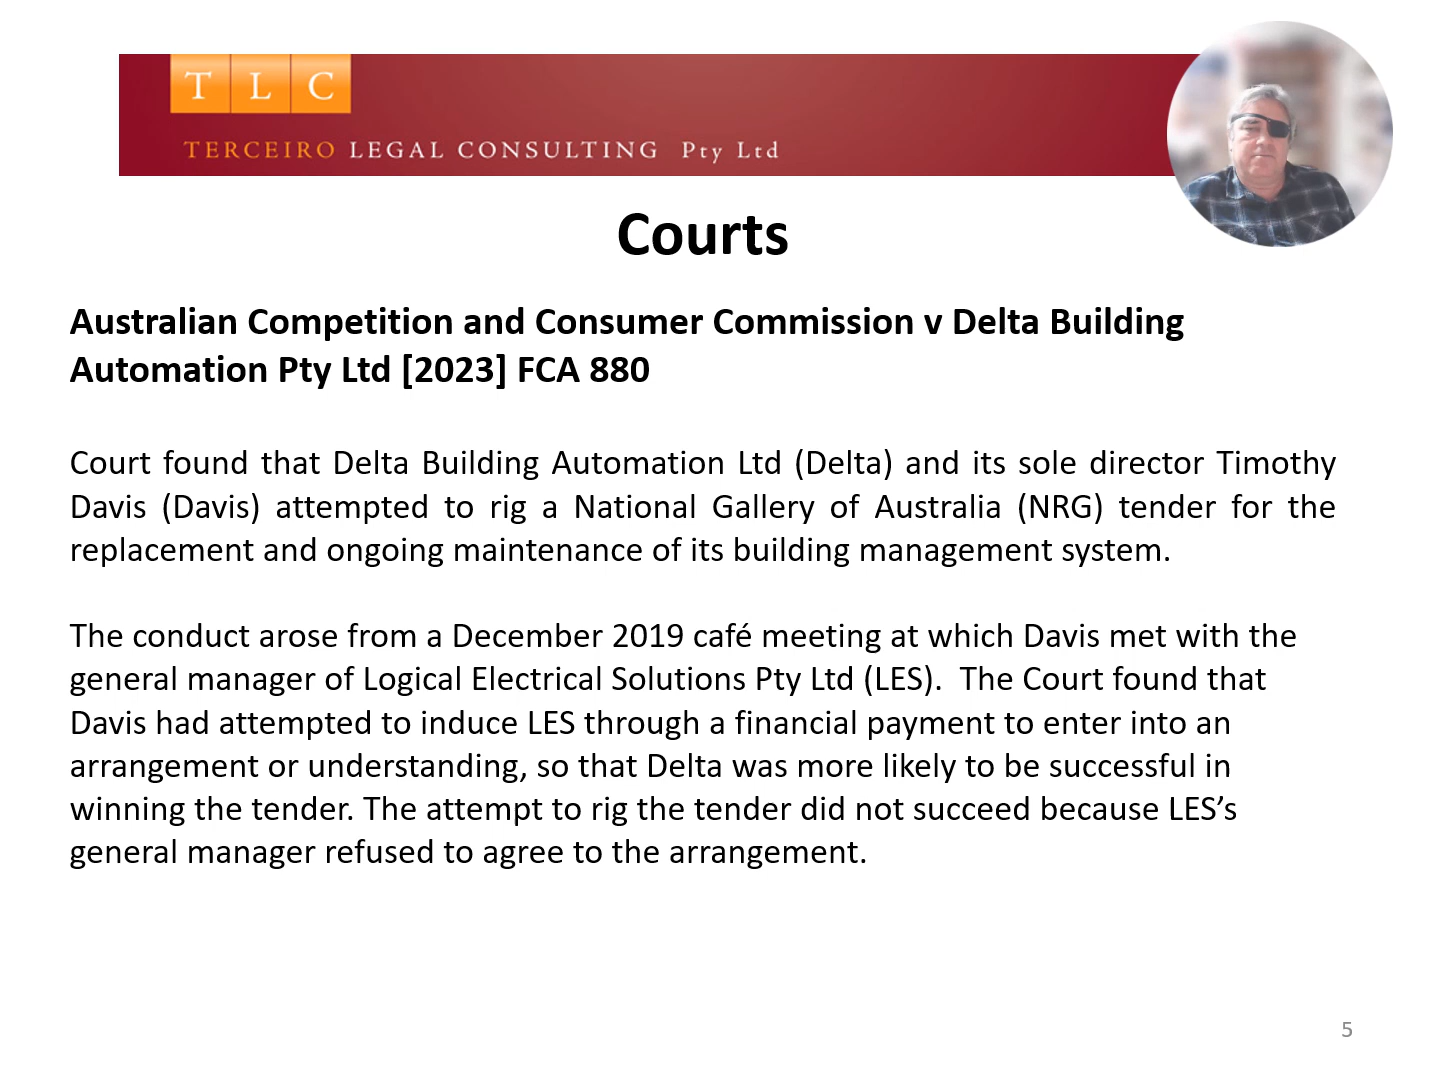 T L C
TERCEIRO LEGAL CONSULTING Pty Ltd
Courts
Australian Competition and Consumer Commission v Delta Building
Automation Pty Ltd [2023] FCA 880
Court found that Delta Building Automation Ltd (Delta) and its sole director Timothy
Davis (Davis) attempted to rig a National Gallery of Australia (NRG) tender for the
replacement and ongoing maintenance of its building management system.
The conduct arose from a December 2019 café meeting at which Davis met with the
general manager of Logical Electrical Solutions Pty Ltd (LES).  The Court found that
Davis had attempted to induce LES through a financial payment to enter into an
arrangement or understanding, so that Delta was more likely to be successful in
winning the tender. The attempt to rig the tender did not succeed because LES’s
general manager refused to agree to the arrangement.
5